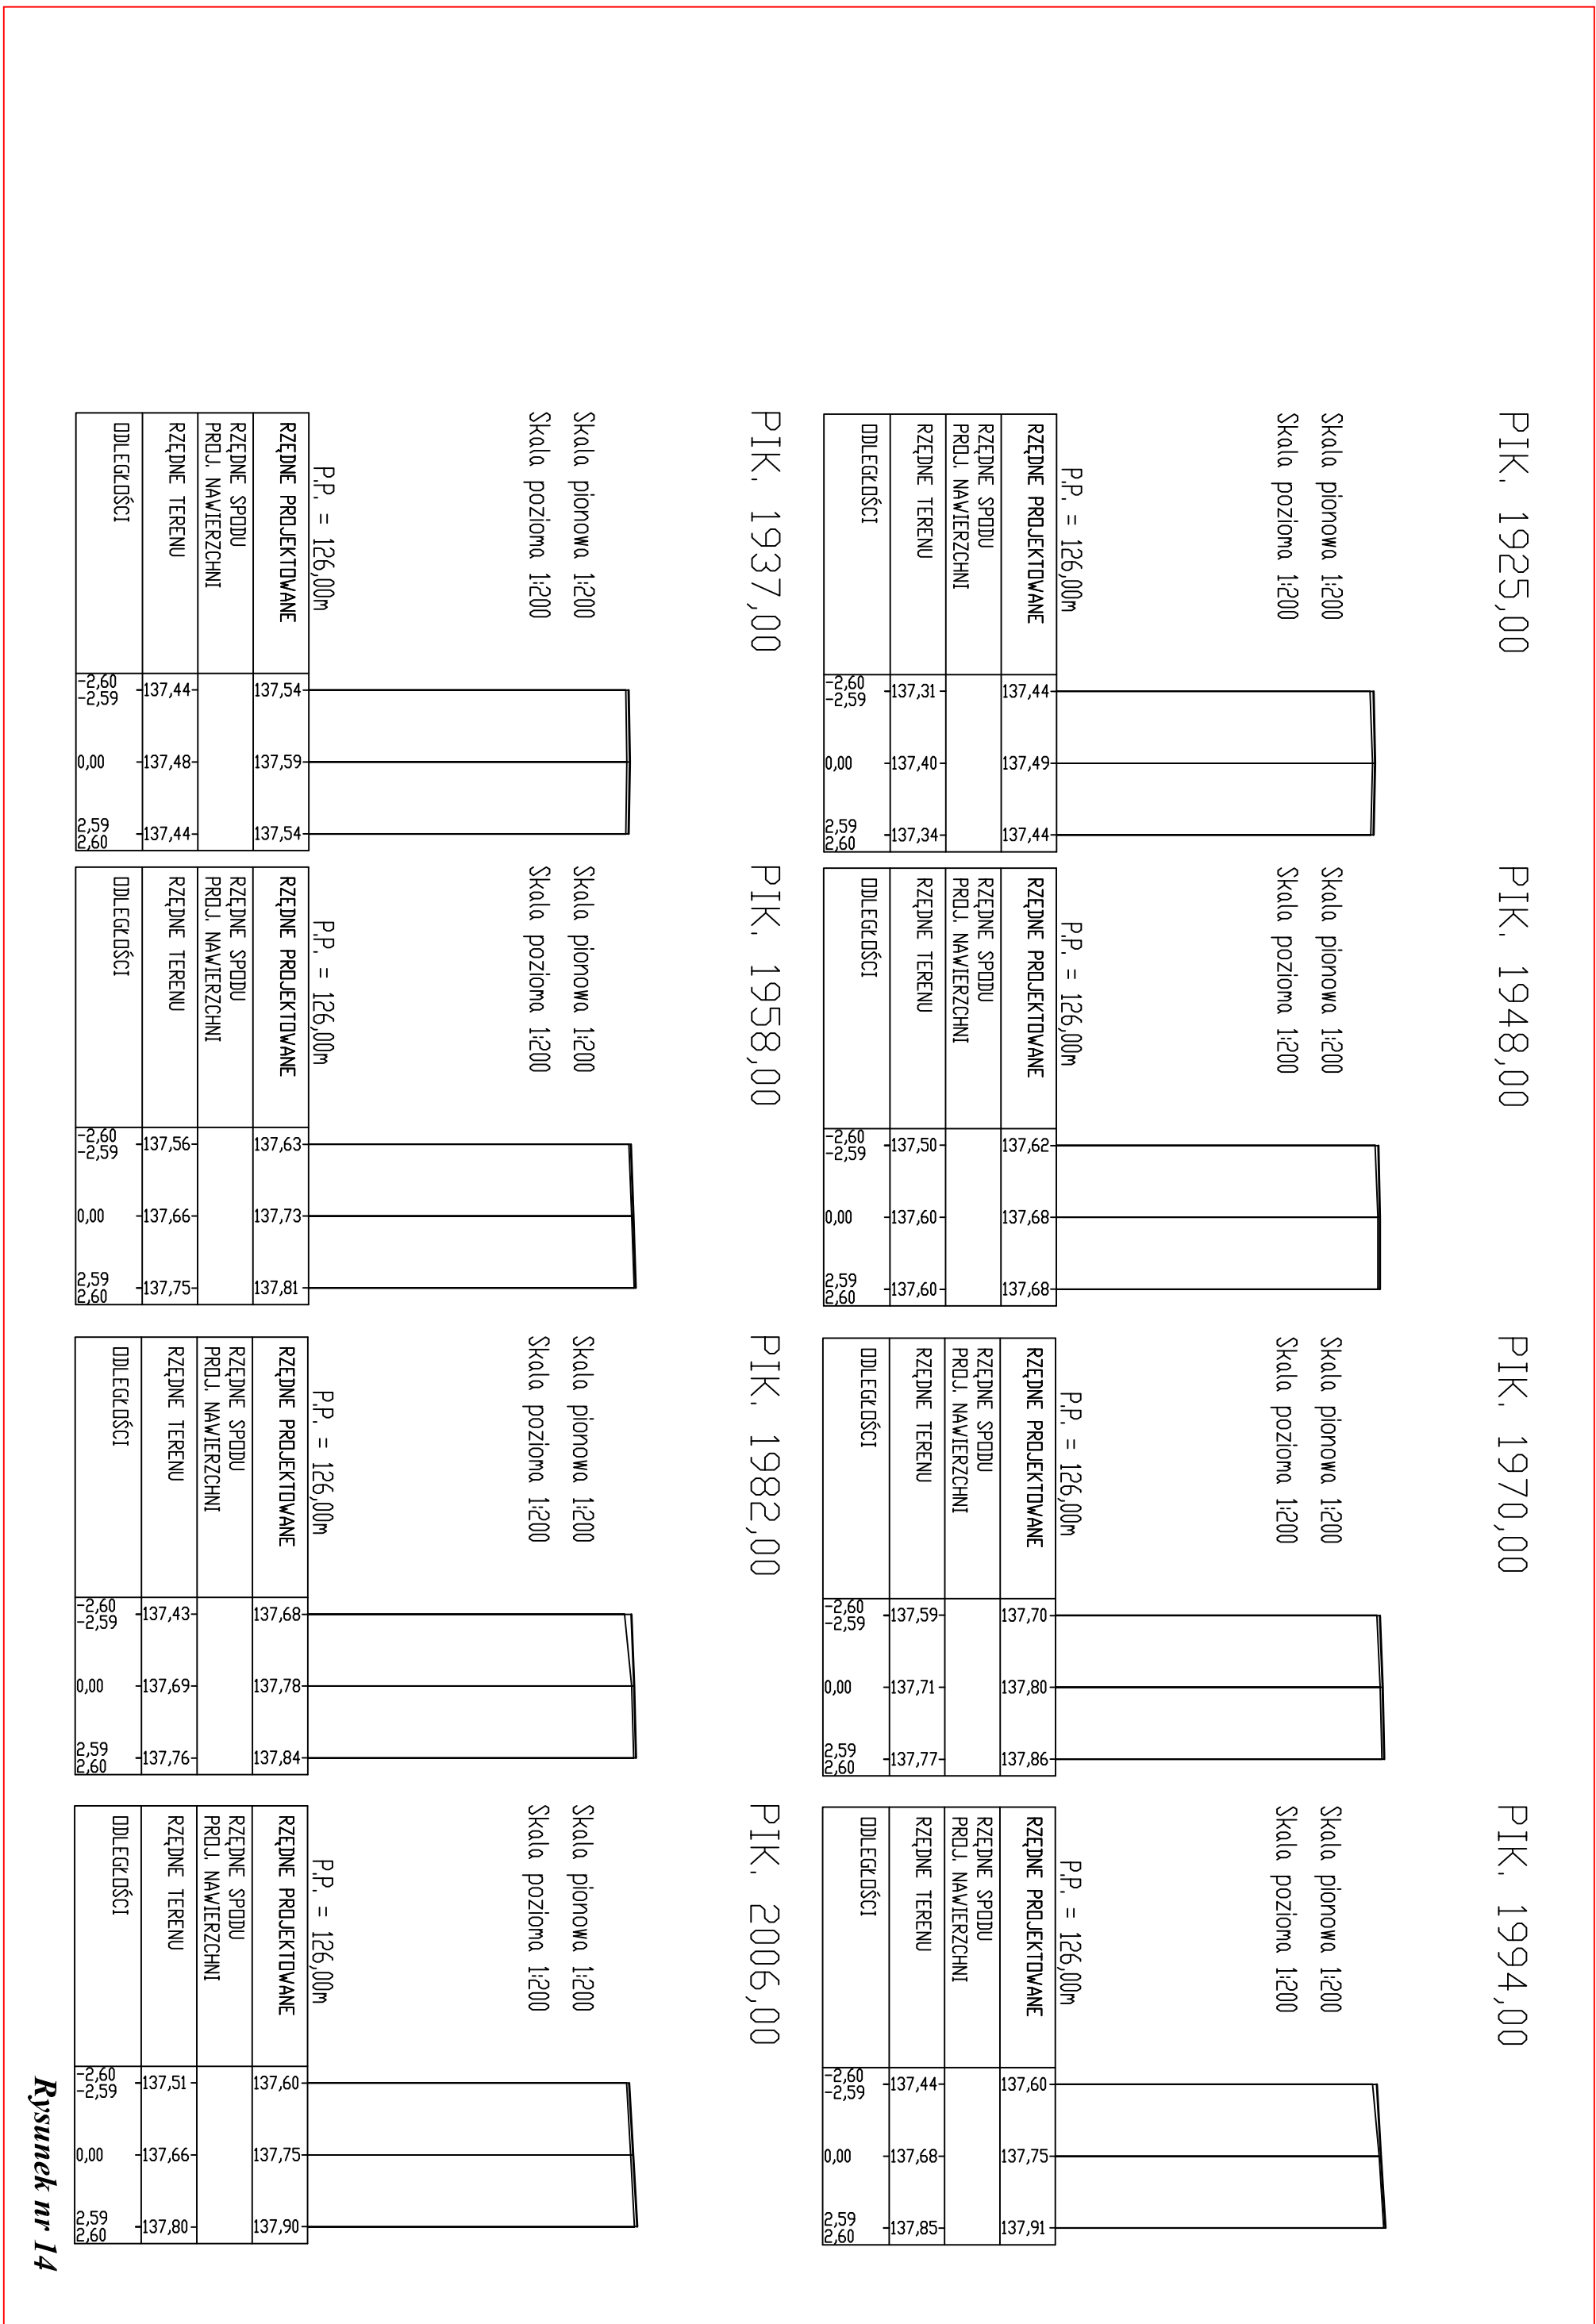 PIK. 1925,00
Skala pionowa 1:200
Skala pozioma 1:200
P.P. = 126,00m
RZĘDNE PROJEKTOWANE 137,44 137,49 137,44
RZĘDNE SPODU
PROJ. NAWIERZCHNI
RZĘDNE TERENU 137,31 137,40 137,34
ODLEGŁOŚCI -2,60 -2,59 0,00 2,59 2,60
PIK. 1948,00
Skala pionowa 1:200
Skala pozioma 1:200
P.P. = 126,00m
RZĘDNE PROJEKTOWANE 137,62 137,68 137,68
RZĘDNE SPODU
PROJ. NAWIERZCHNI
RZĘDNE TERENU 137,50 137,60 137,60
ODLEGŁOŚCI -2,60 -2,59 0,00 2,59 2,60
PIK. 1970,00
Skala pionowa 1:200
Skala pozioma 1:200
P.P. = 126,00m
RZĘDNE PROJEKTOWANE 137,70 137,80 137,86
RZĘDNE SPODU
PROJ. NAWIERZCHNI
RZĘDNE TERENU 137,59 137,71 137,77
ODLEGŁOŚCI -2,60 -2,59 0,00 2,59 2,60
PIK. 1994,00
Skala pionowa 1:200
Skala pozioma 1:200
P.P. = 126,00m
RZĘDNE PROJEKTOWANE 137,60 137,75 137,91
RZĘDNE SPODU
PROJ. NAWIERZCHNI
RZĘDNE TERENU 137,44 137,68 137,85
ODLEGŁOŚCI -2,60 -2,59 0,00 2,59 2,60
PIK. 1937,00
Skala pionowa 1:200
Skala pozioma 1:200
P.P. = 126,00m
RZĘDNE PROJEKTOWANE 137,54 137,59 137,54
RZĘDNE SPODU
PROJ. NAWIERZCHNI
RZĘDNE TERENU 137,44 137,48 137,44
ODLEGŁOŚCI -2,60 -2,59 0,00 2,59 2,60
PIK. 1958,00
Skala pionowa 1:200
Skala pozioma 1:200
P.P. = 126,00m
RZĘDNE PROJEKTOWANE 137,63 137,73 137,81
RZĘDNE SPODU
PROJ. NAWIERZCHNI
RZĘDNE TERENU 137,56 137,66 137,75
ODLEGŁOŚCI -2,60 -2,59 0,00 2,59 2,60
PIK. 1982,00
Skala pionowa 1:200
Skala pozioma 1:200
P.P. = 126,00m
RZĘDNE PROJEKTOWANE 137,68 137,78 137,84
RZĘDNE SPODU
PROJ. NAWIERZCHNI
RZĘDNE TERENU 137,43 137,69 137,76
ODLEGŁOŚCI -2,60 -2,59 0,00 2,59 2,60
PIK. 2006,00
Skala pionowa 1:200
Skala pozioma 1:200
P.P. = 126,00m
RZĘDNE PROJEKTOWANE 137,60 137,75 137,90
RZĘDNE SPODU
PROJ. NAWIERZCHNI
RZĘDNE TERENU 137,51 137,66 137,80
ODLEGŁOŚCI -2,60 -2,59 0,00 2,59 2,60
Rysunek nr 14